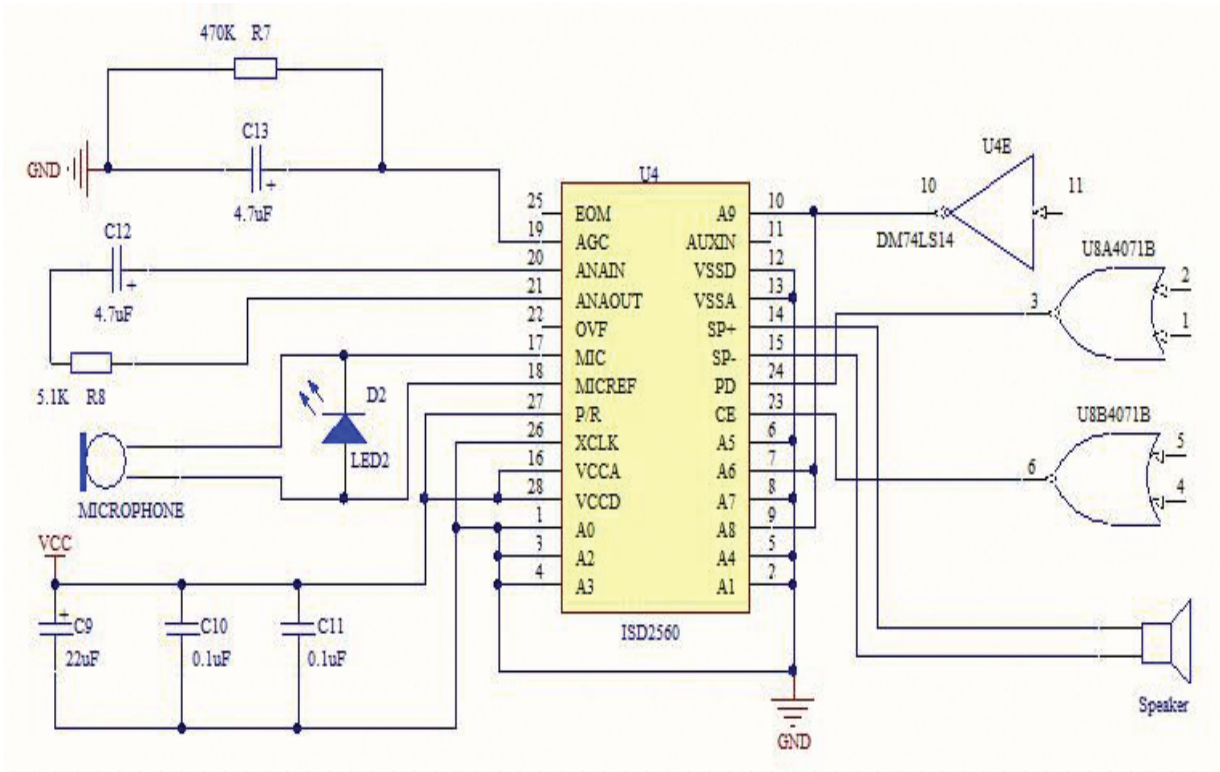 470K R7
GND
C13
4.7uF
C12
4.7uF
5.1K R8
MICROPHONE
D2
LED2
VCC
C9
22uF
C10
0.1uF
C11
0.1uF
U4
25 EOM
19 AGC
20 ANAIN
21 ANAOUT
22 OVF
17 MIC
18 MICREF
27 P/R
26 XCLK
16 VCCA
28 VCCD
1 A0
3 A2
4 A3
A9 10
AUXIN 11
VSSD 12
VSSA 13
SP+ 14
SP- 15
PD 24
CE 23
A5 6
A6 7
A7 8
A8 9
A4 5
A1 2
ISD2560
U4E
10 11
DM74LS14
U8A4071B
2
3
1
U8B4071B
5
6
4
Speaker
GND